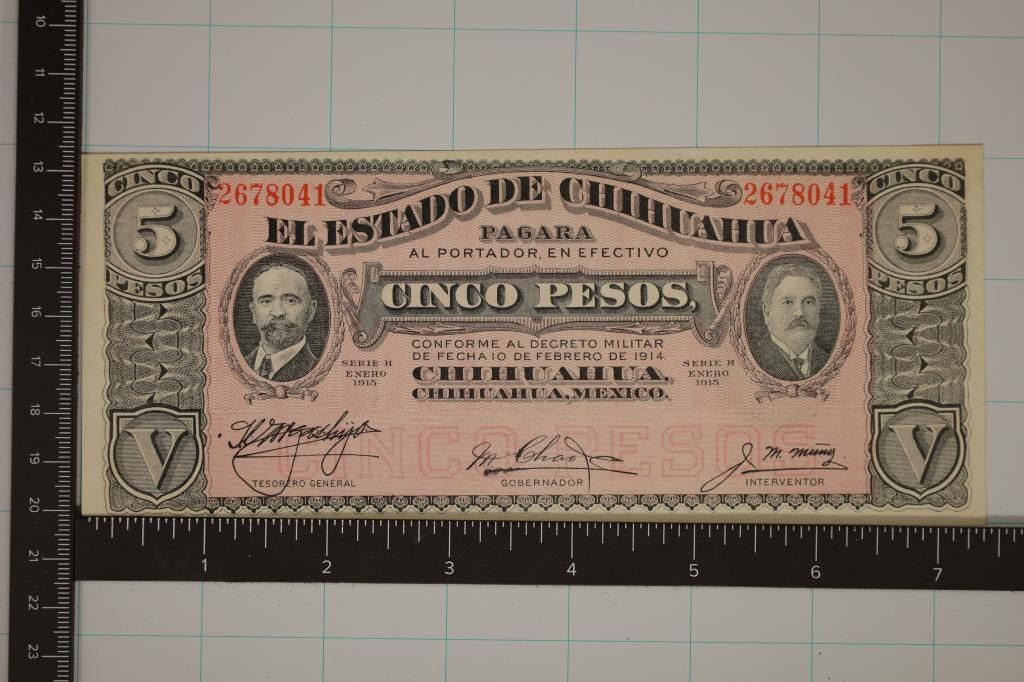 CINCO
5
PESOS
2678041
2678041
CINCO
5
PESOS
EL ESTADO DE CHIHUAHUA
PAGARA
AL PORTADOR, EN EFECTIVO
CINCO PESOS,
CONFORME AL DECRETO MILITAR
DE FECHA 10 DE FEBRERO DE 1914.
CHIHUAHUA,
CHIHUAHUA, MEXICO.
SERIE H
ENERO
1915
SERIE H
ENERO
1915
CINCO PESOS
V
V
M Chao
J. M. Muñoz
TESORERO GENERAL
GOBERNADOR
INTERVENTOR
10
11
12
13
14
15
16
17
18
19
20
21
22
23
1 2 3 4 5 6 7